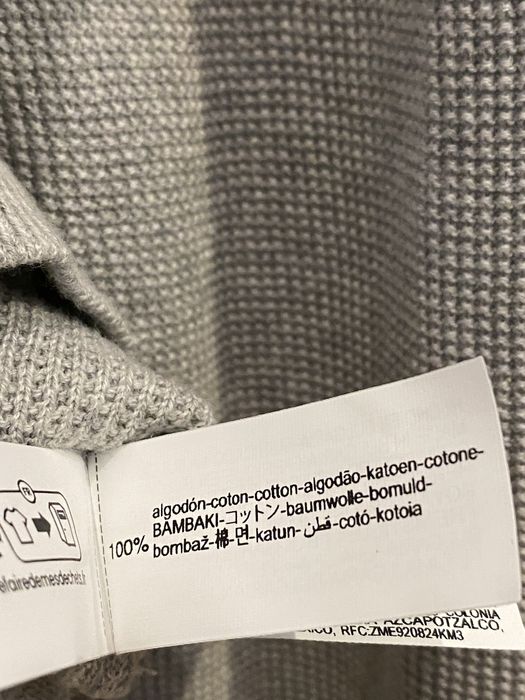 algodón-coton-cotton-algodão-katoen-cotone-
BAMBAKI-コットン-baumwolle-bomuld-
100% bombaž-棉-면-katun-قطن-cotó-kotoia
FR
COLONIA
AZCAPOTZALCO,
RFC:ZME920824KM3